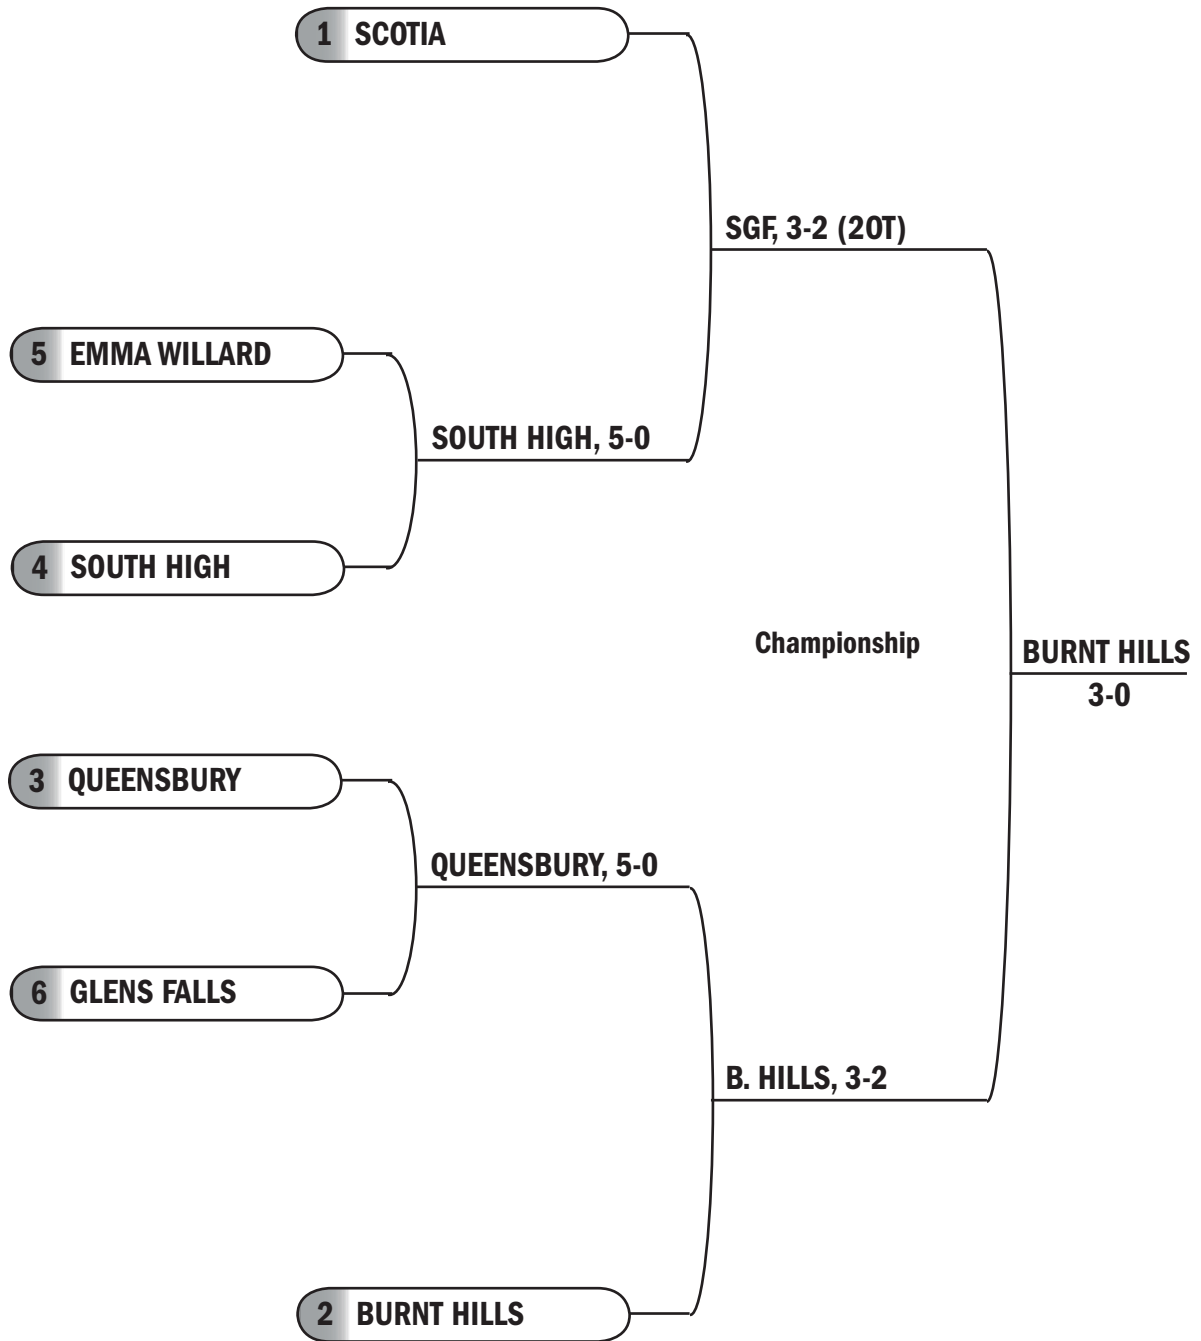 1 SCOTIA
SGF, 3-2 (2OT)
5 EMMA WILLARD
SOUTH HIGH, 5-0
4 SOUTH HIGH
Championship
BURNT HILLS
3-0
3 QUEENSBURY
QUEENSBURY, 5-0
6 GLENS FALLS
B. HILLS, 3-2
2 BURNT HILLS